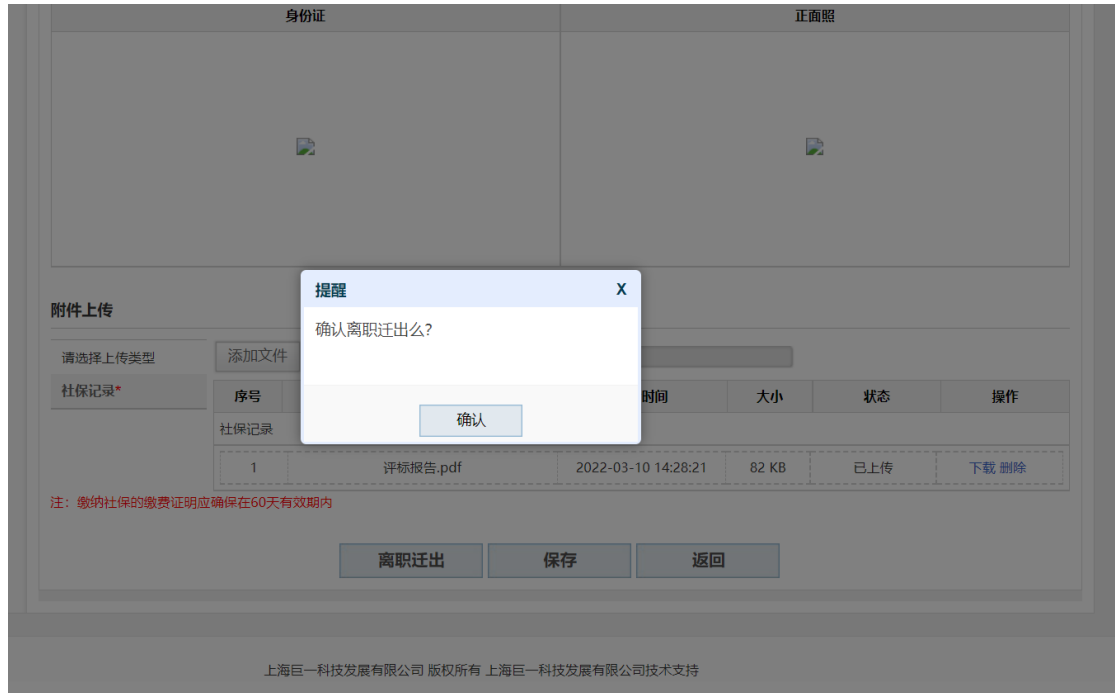 身份证 正面照
附件上传
提醒 X
确认离职迁出么?
确认
请选择上传类型 添加文件
社保记录*
序号 时间 大小 状态 操作
社保记录
1 评标报告.pdf 2022-03-10 14:28:21 82 KB 已上传 下载 删除
注：缴纳社保的缴费证明应确保在60天有效期内
离职迁出 保存 返回
上海巨一科技发展有限公司 版权所有 上海巨一科技发展有限公司技术支持